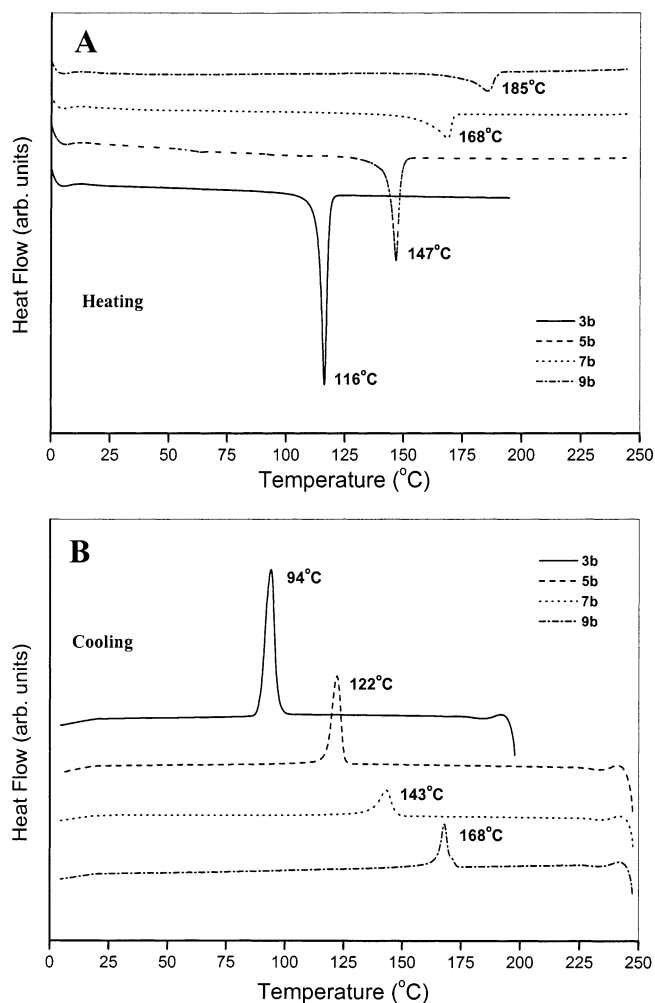 A
185°C
168°C
147°C
116°C
Heating
3b
5b
7b
9b
Heat Flow (arb. units)
0 25 50 75 100 125 150 175 200 225 250
Temperature (°C)
B
94°C
122°C
143°C
168°C
Cooling
3b
5b
7b
9b
Heat Flow (arb. units)
0 25 50 75 100 125 150 175 200 225 250
Temperature (°C)